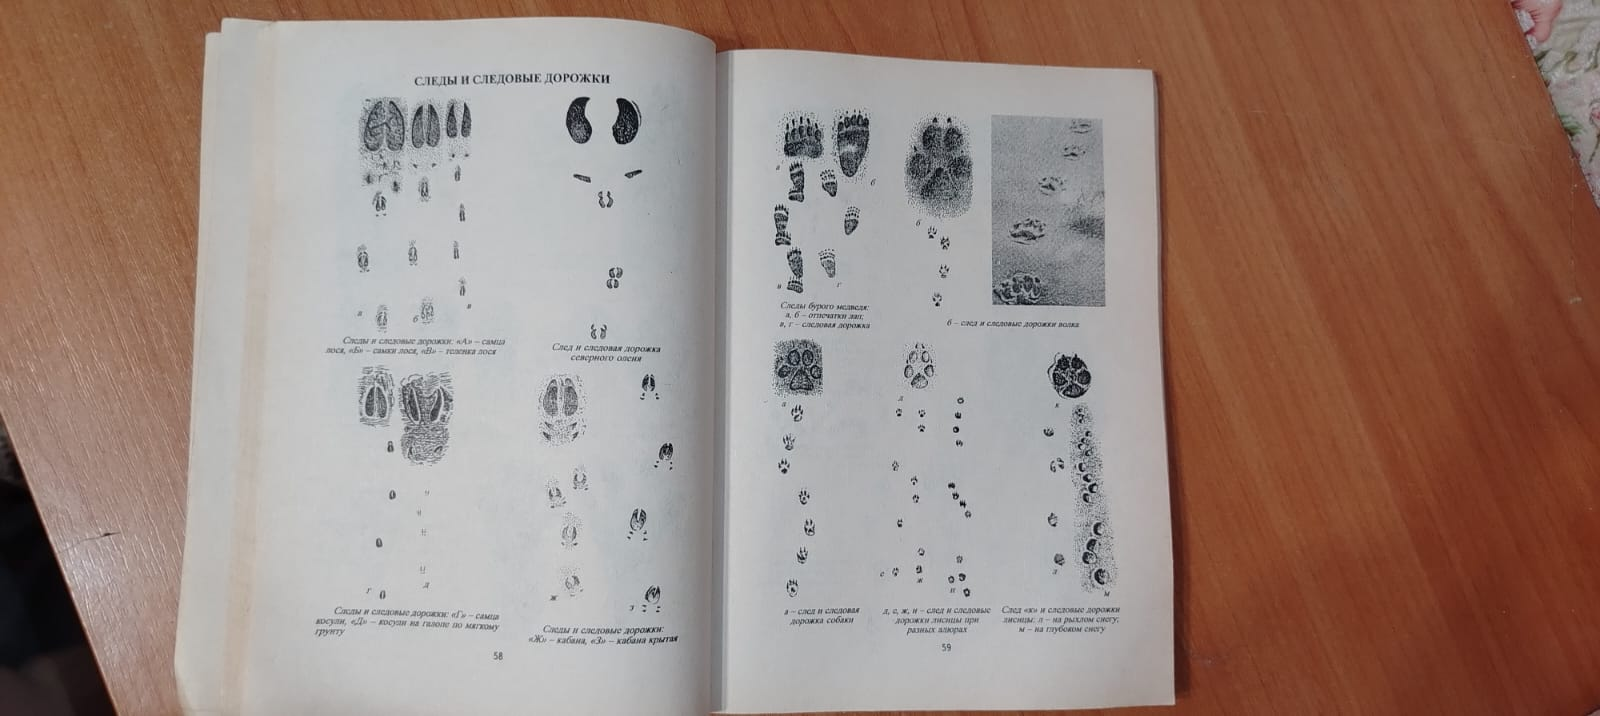 СЛЕДЫ И СЛЕДОВЫЕ ДОРОЖКИ
а
б
в
Следы и следовые дорожки: «А» – самца
лося, «Б» – самки лося, «В» – теленка лося
След и следовая дорожка
северного оленя
г
д
Следы и следовые дорожки: «Г» – самца
косули, «Д» – косули на галопе по мягкому
грунту
ж
з
Следы и следовые дорожки:
«Ж» – кабана, «З» – кабана крытая
58
а
б
в
г
Следы бурого медведя:
а, б – отпечатки лап;
в, г – следовая дорожка
б
б – след и следовые дорожки волка
а
а – след и следовая
дорожка собаки
д
е
ж
и
д, е, ж, и – след и следовые
дорожки лисицы при
разных алюрах
к
л
м
След «к» и следовые дорожки
лисицы: л – на рыхлом снегу;
м – на глубоком снегу
59